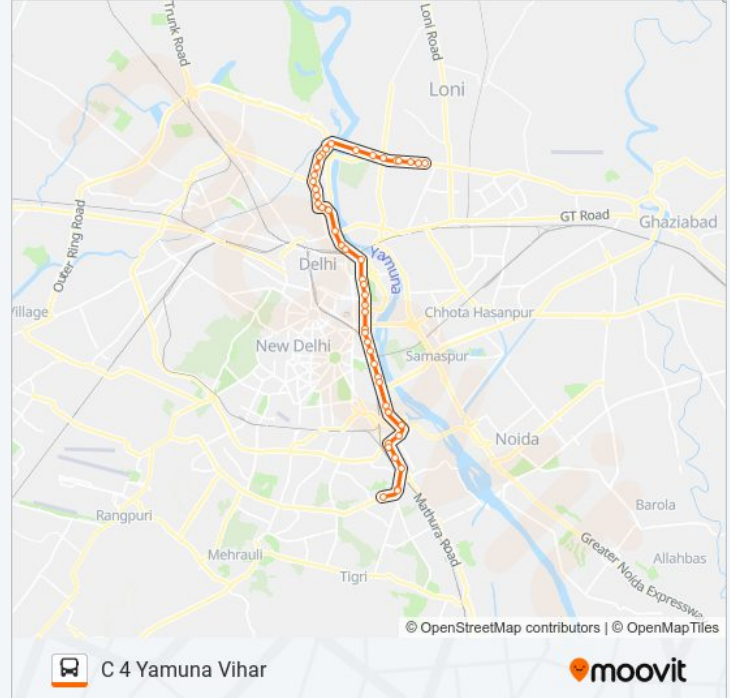 Trunk Road
Loni Road
Loni
GT Road
Ghaziabad
Outer Ring Road
Yamuna
Delhi
Village
Chhota Hasanpur
New Delhi
Samaspur
Noida
Mathura Road
Barola
Rangpuri
Greater Noida Expressw
Mehrauli
Allahbas
Tigri
© OpenStreetMap contributors | © OpenMapTiles
C 4 Yamuna Vihar
moovit